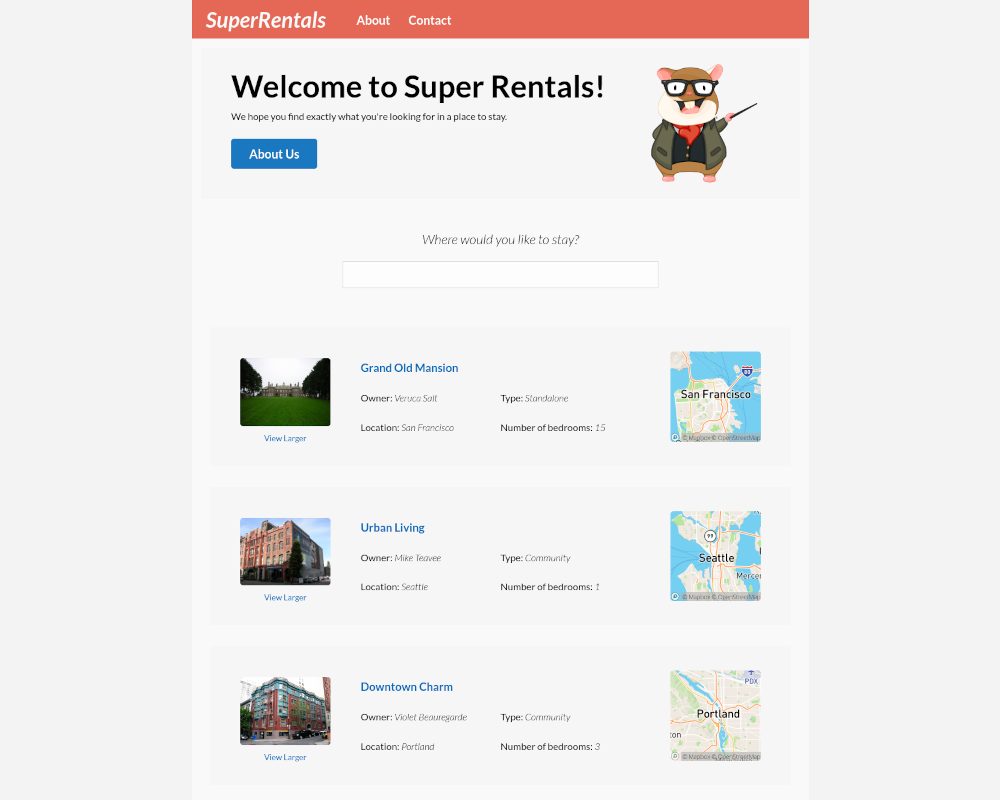 SuperRentals About Contact
Welcome to Super Rentals!
We hope you find exactly what you're looking for in a place to stay.
About Us
Where would you like to stay?
Grand Old Mansion
Owner: Veruca Salt Type: Standalone
Location: San Francisco Number of bedrooms: 15
View Larger
San Francisco
© Mapbox © OpenStreetMap
Urban Living
Owner: Mike Teavee Type: Community
Location: Seattle Number of bedrooms: 1
View Larger
99
Seattle
Mercer
© Mapbox © OpenStreetMap
Downtown Charm
Owner: Violet Beauregarde Type: Community
Location: Portland Number of bedrooms: 3
View Larger
PDX
Portland
ton
© Mapbox © OpenStreetMap